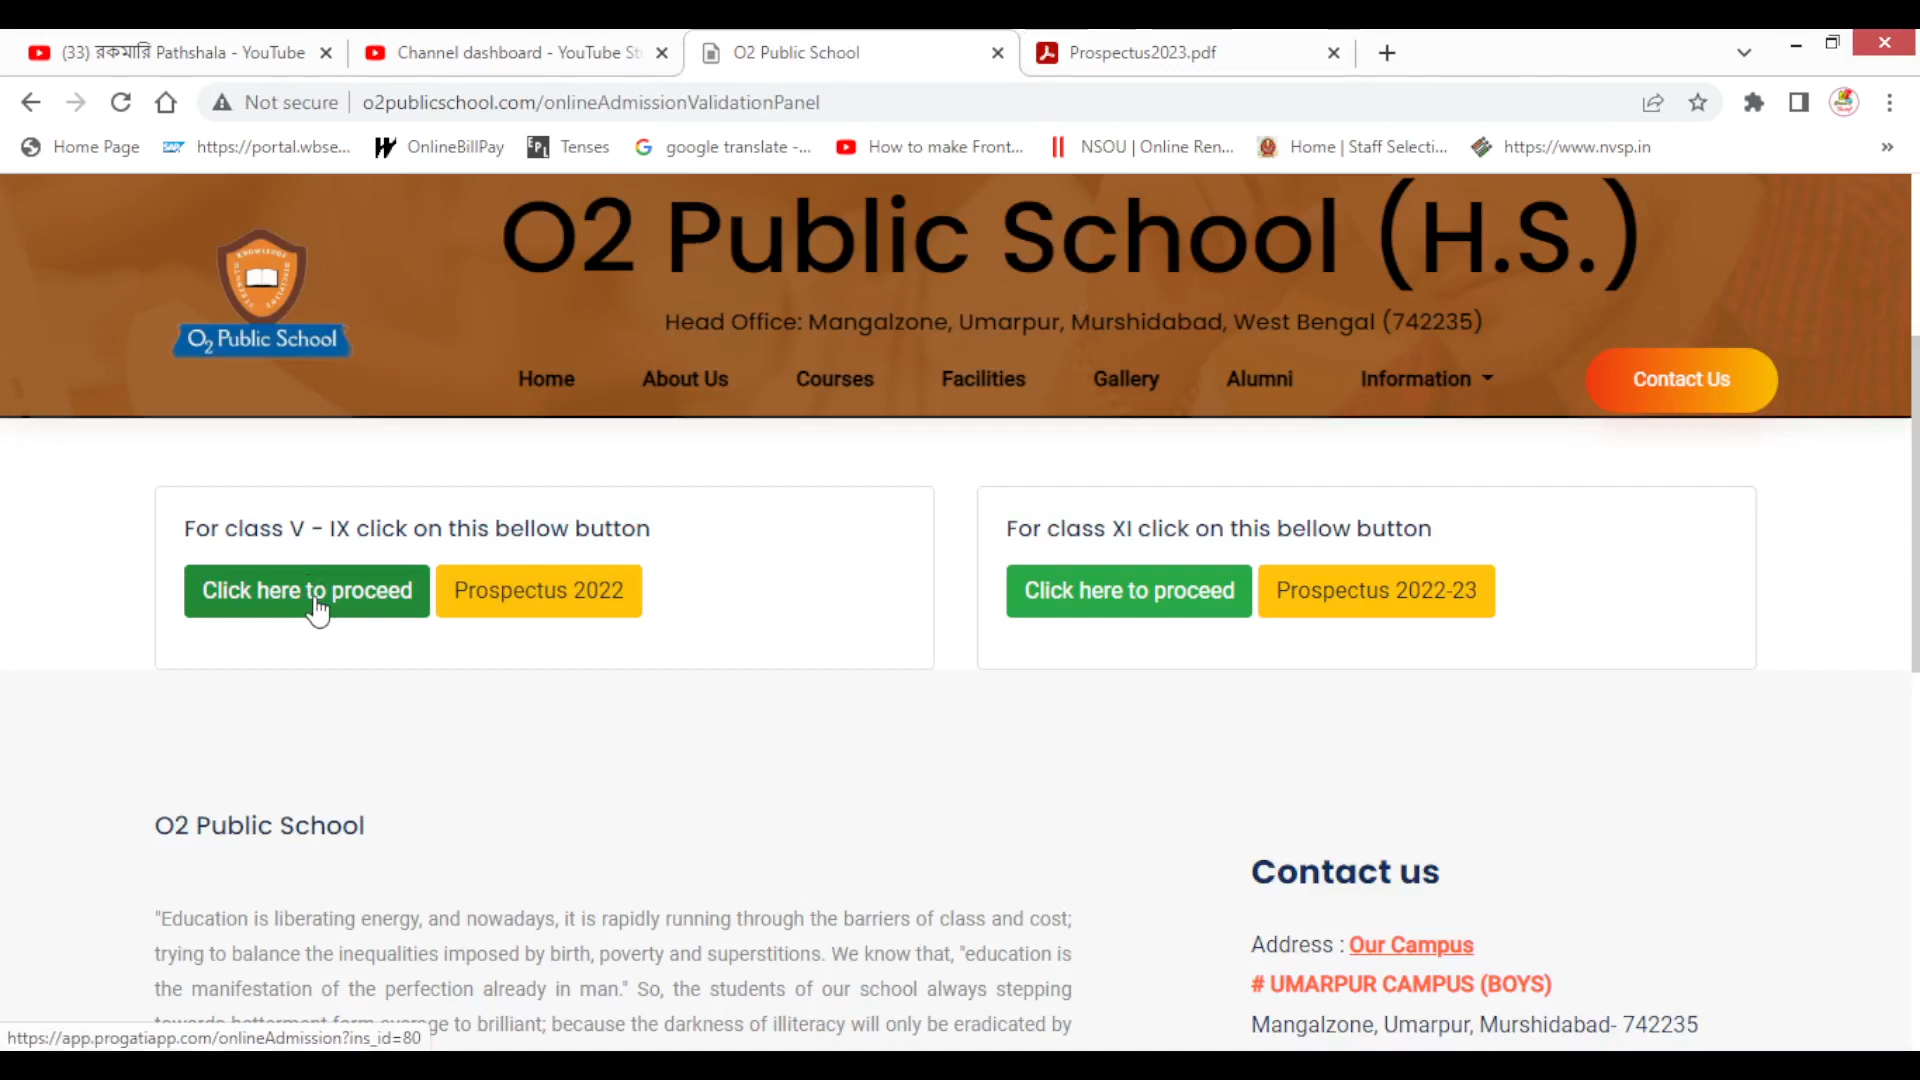 (33) রকমারি Pathshala - YouTube
Channel dashboard - YouTube St
O2 Public School
Prospectus2023.pdf
Not secure
o2publicschool.com/onlineAdmissionValidationPanel
Home Page
https://portal.wbse...
OnlineBillPay
EPL
Tenses
google translate -...
How to make Front...
NSOU | Online Ren...
Home | Staff Selecti...
https://www.nvsp.in
»
O2 Public School (H.S.)
KNOWLEDGE
DISCIPLINE
O2 Public School
Head Office: Mangalzone, Umarpur, Murshidabad, West Bengal (742235)
Home
About Us
Courses
Facilities
Gallery
Alumni
Information
Contact Us
For class V - IX click on this bellow button
Click here to proceed
Prospectus 2022
For class XI click on this bellow button
Click here to proceed
Prospectus 2022-23
O2 Public School
"Education is liberating energy, and nowadays, it is rapidly running through the barriers of class and cost;
trying to balance the inequalities imposed by birth, poverty and superstitions. We know that, "education is
the manifestation of the perfection already in man." So, the students of our school always stepping
towards betterment form average to brilliant; because the darkness of illiteracy will only be eradicated by
Contact us
Address : Our Campus
# UMARPUR CAMPUS (BOYS)
Mangalzone, Umarpur, Murshidabad- 742235
https://app.progatiapp.com/onlineAdmission?ins_id=80